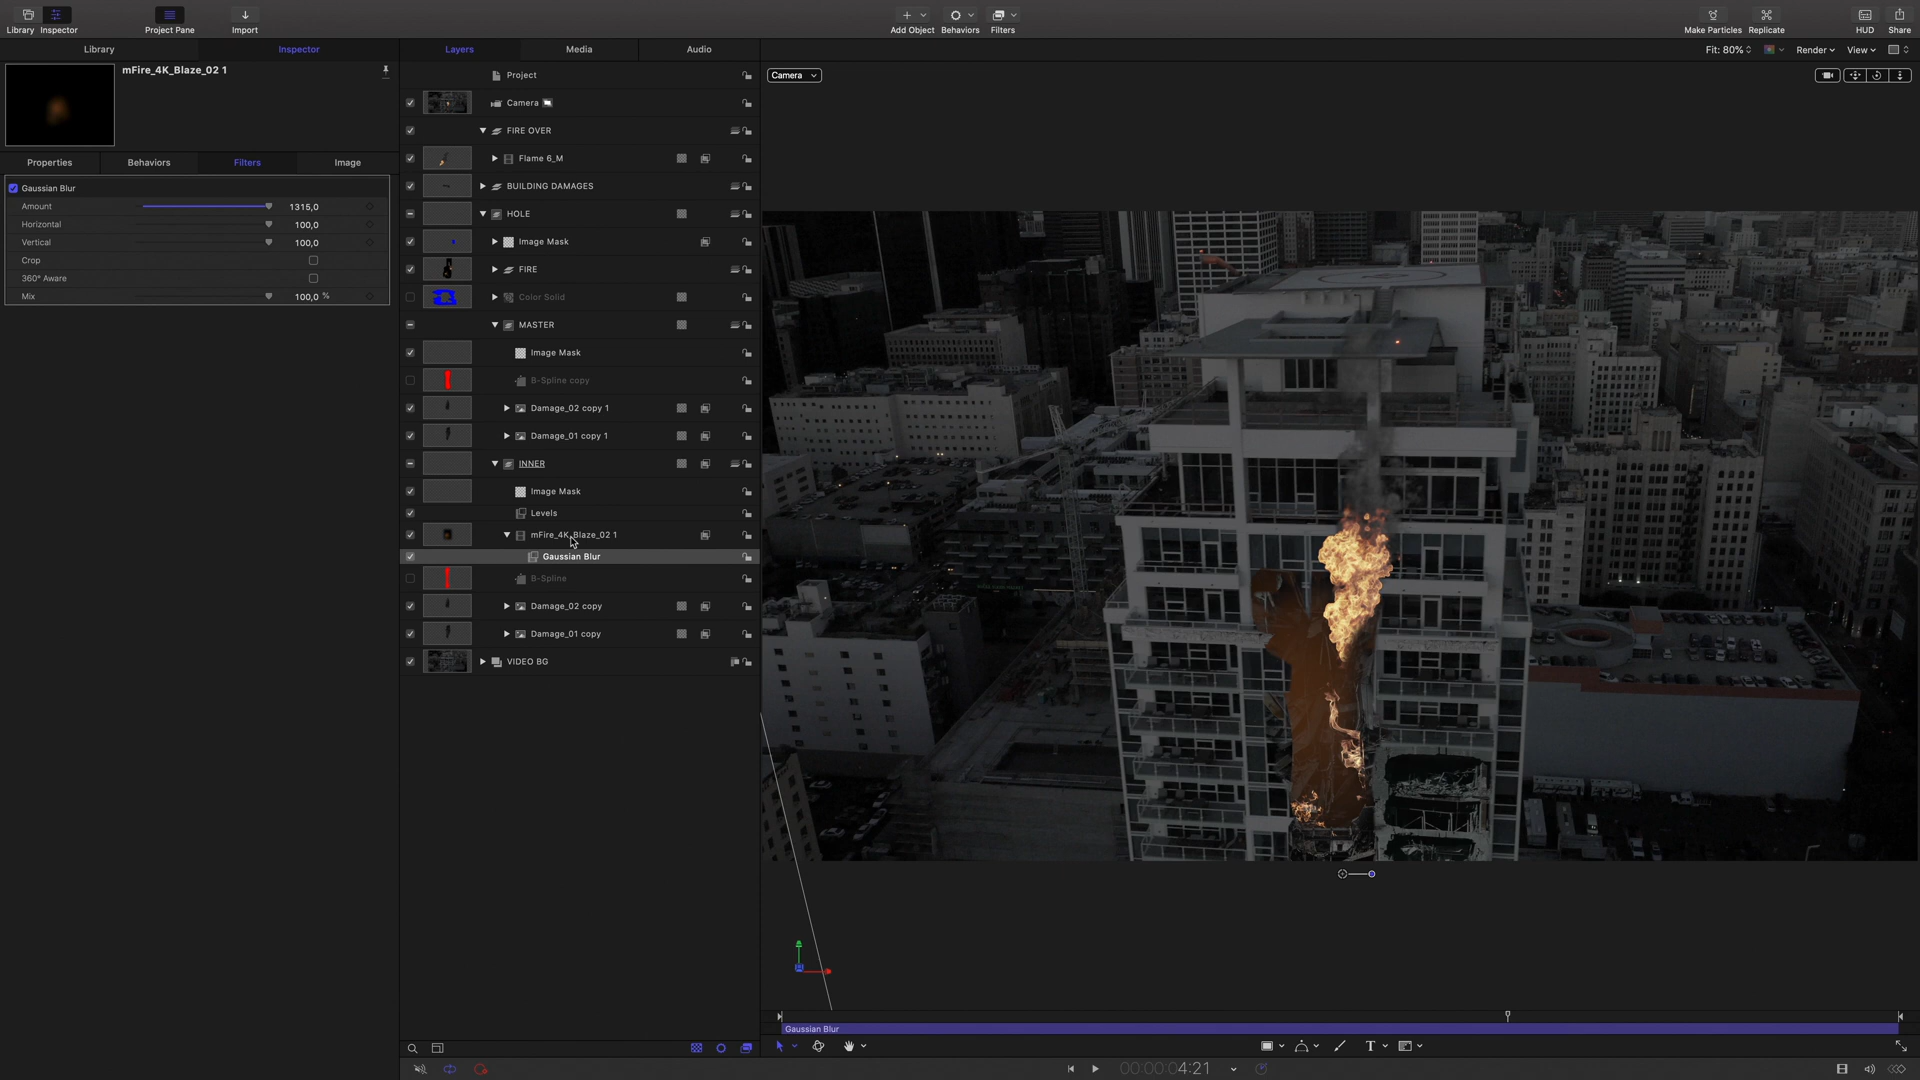 Library
Inspector
Project Pane
Import
Add Object
Behaviors
Filters
Make Particles
Replicate
HUD
Share
Library
Inspector
Layers
Media
Audio
Fit: 80%
Render
View
mFire_4K_Blaze_02 1
Properties
Behaviors
Filters
Image
Gaussian Blur
Amount 1315,0
Horizontal 100,0
Vertical 100,0
Crop
360° Aware
Mix 100,0 %
Project
Camera
FIRE OVER
Flame 6_M
BUILDING DAMAGES
HOLE
Image Mask
FIRE
Color Solid
MASTER
Image Mask
B-Spline copy
Damage_02 copy 1
Damage_01 copy 1
INNER
Image Mask
Levels
mFire_4K_Blaze_02 1
Gaussian Blur
B-Spline
Damage_02 copy
Damage_01 copy
VIDEO BG
Camera
Gaussian Blur
T
00:00:04:21